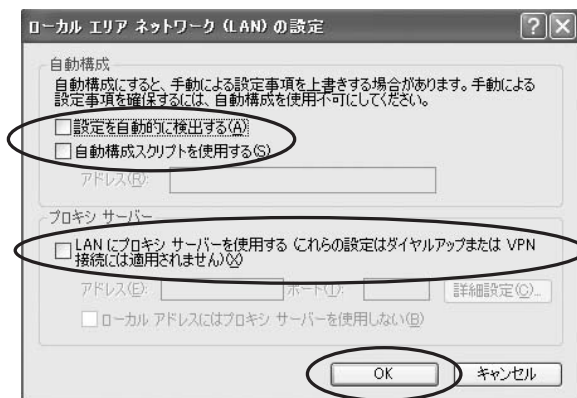 ローカル エリア ネットワーク (LAN) の設定
自動構成
自動構成にすると、手動による設定事項を上書きする場合があります。手動による
設定事項を確保するには、自動構成を使用不可にしてください。
設定を自動的に検出する(A)
自動構成スクリプトを使用する(S)
アドレス(R):
プロキシ サーバー
LAN にプロキシ サーバーを使用する (これらの設定はダイヤルアップまたは VPN
接続には適用されません)(X)
アドレス(E): ポート(T): 詳細設定(C)...
ローカル アドレスにはプロキシ サーバーを使用しない(B)
OK キャンセル